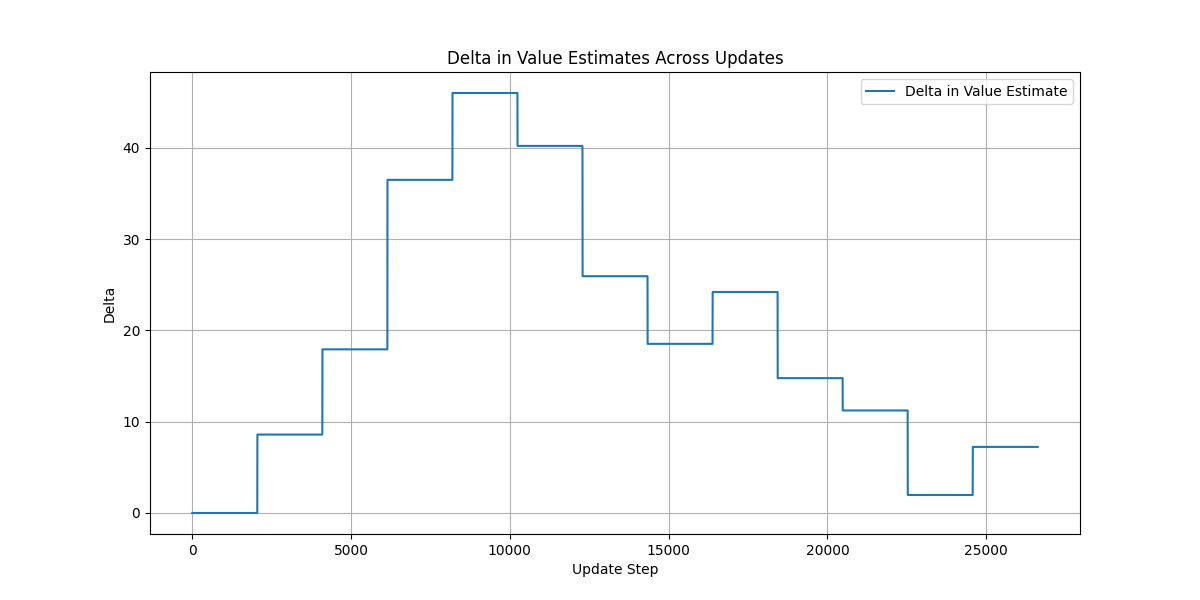 Delta in Value Estimates Across Updates
Delta in Value Estimate
40
30
20
10
0
Delta
0 5000 10000 15000 20000 25000
Update Step